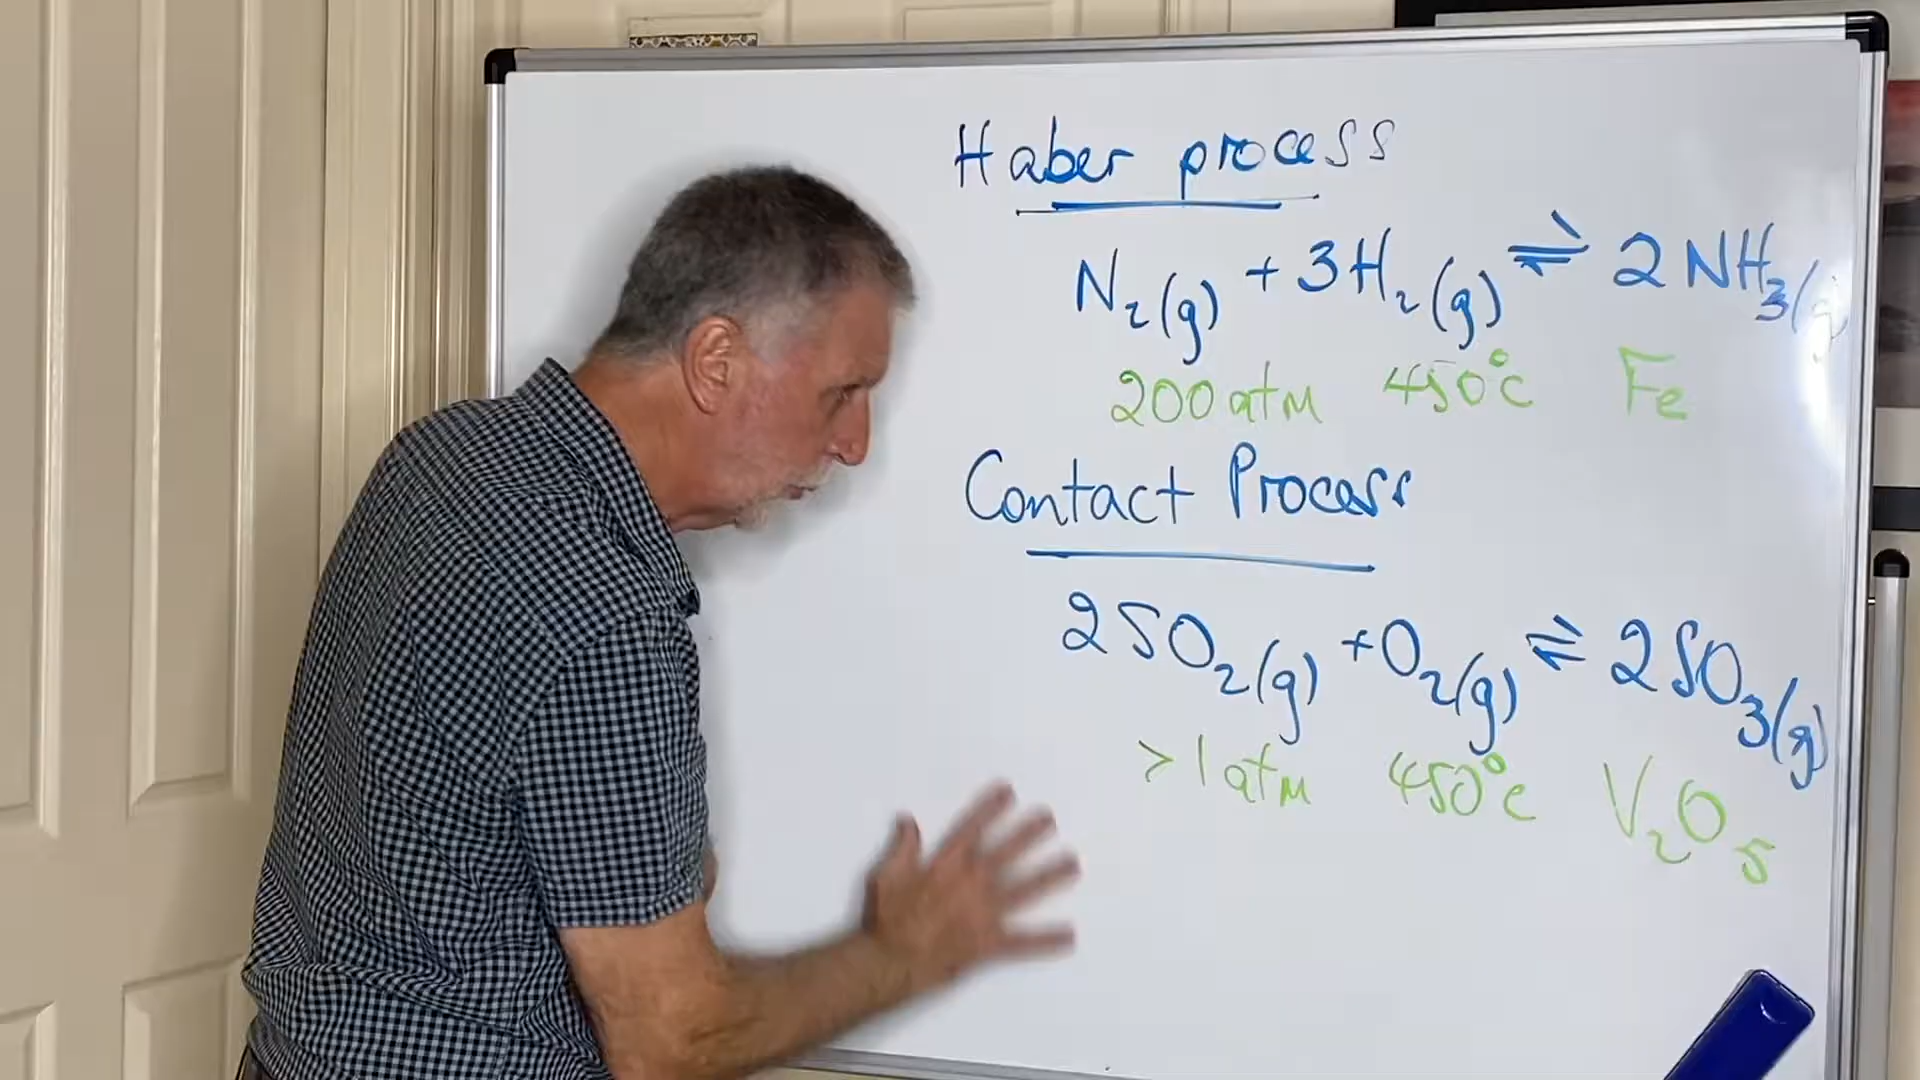 Haber process
N₂(g) + 3H₂(g) ⇌ 2NH₃(g)
200 atm 450°C Fe
Contact Process
2SO₂(g) + O₂(g) ⇌ 2SO₃(g)
>1 atm 450°C V₂O₅